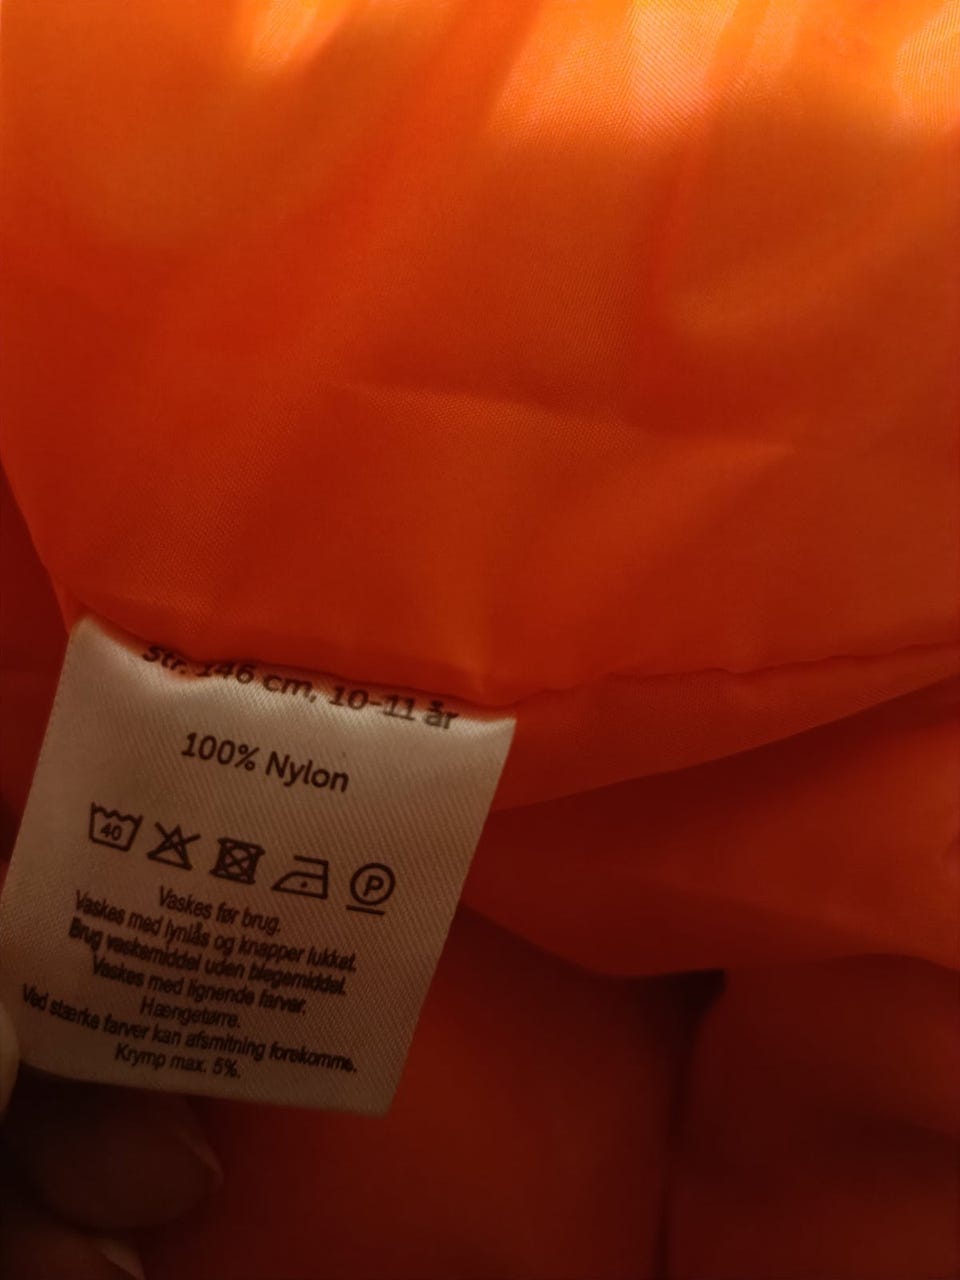 Str. 146 cm, 10-11 år
100% Nylon
40 P
Vaskes før brug.
Vaskes med lynlås og knapper lukket.
Brug vaskemiddel uden blegemiddel.
Vaskes med lignende farver.
Hængetørre.
Ved stærke farver kan afsmitning forekomme.
Krymp max. 5%.